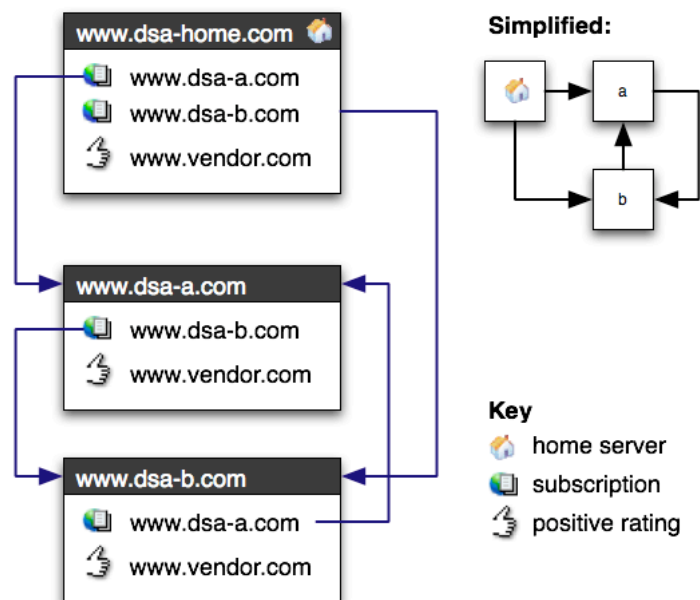 www.dsa-home.com
www.dsa-a.com
www.dsa-b.com
www.vendor.com
www.dsa-a.com
www.dsa-b.com
www.vendor.com
www.dsa-b.com
www.dsa-a.com
www.vendor.com
Simplified:
a
b
Key
home server
subscription
positive rating